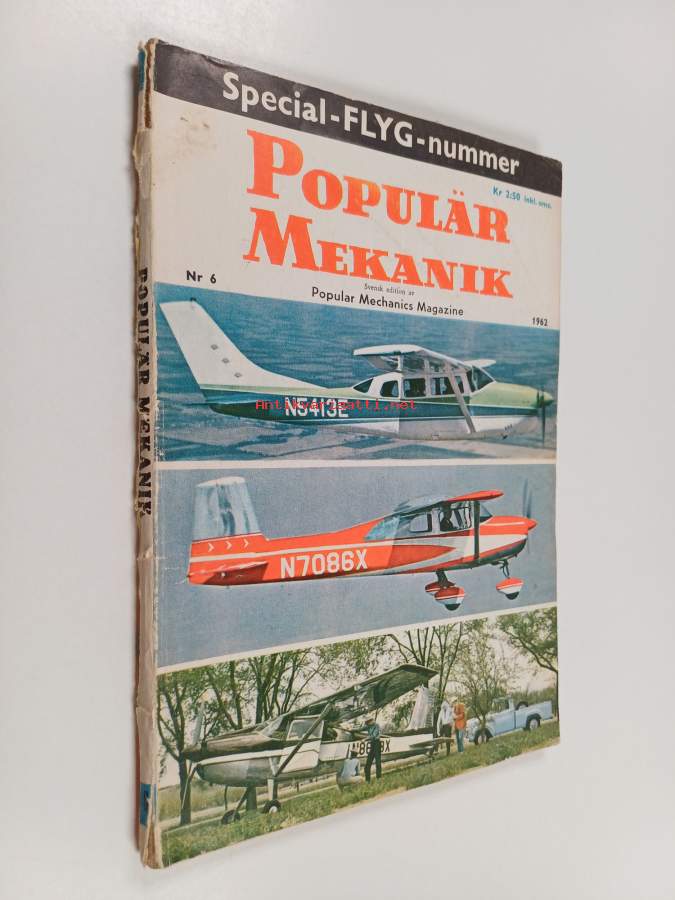 Special-FLYG-nummer
POPULÄR
MEKANIK
Kr 2:50 inkl. oms.
Nr 6
Svensk edition av
Popular Mechanics Magazine
1962
N5413E
Antikvariaatti.net
N7086X
POPULÄR MEKANIK